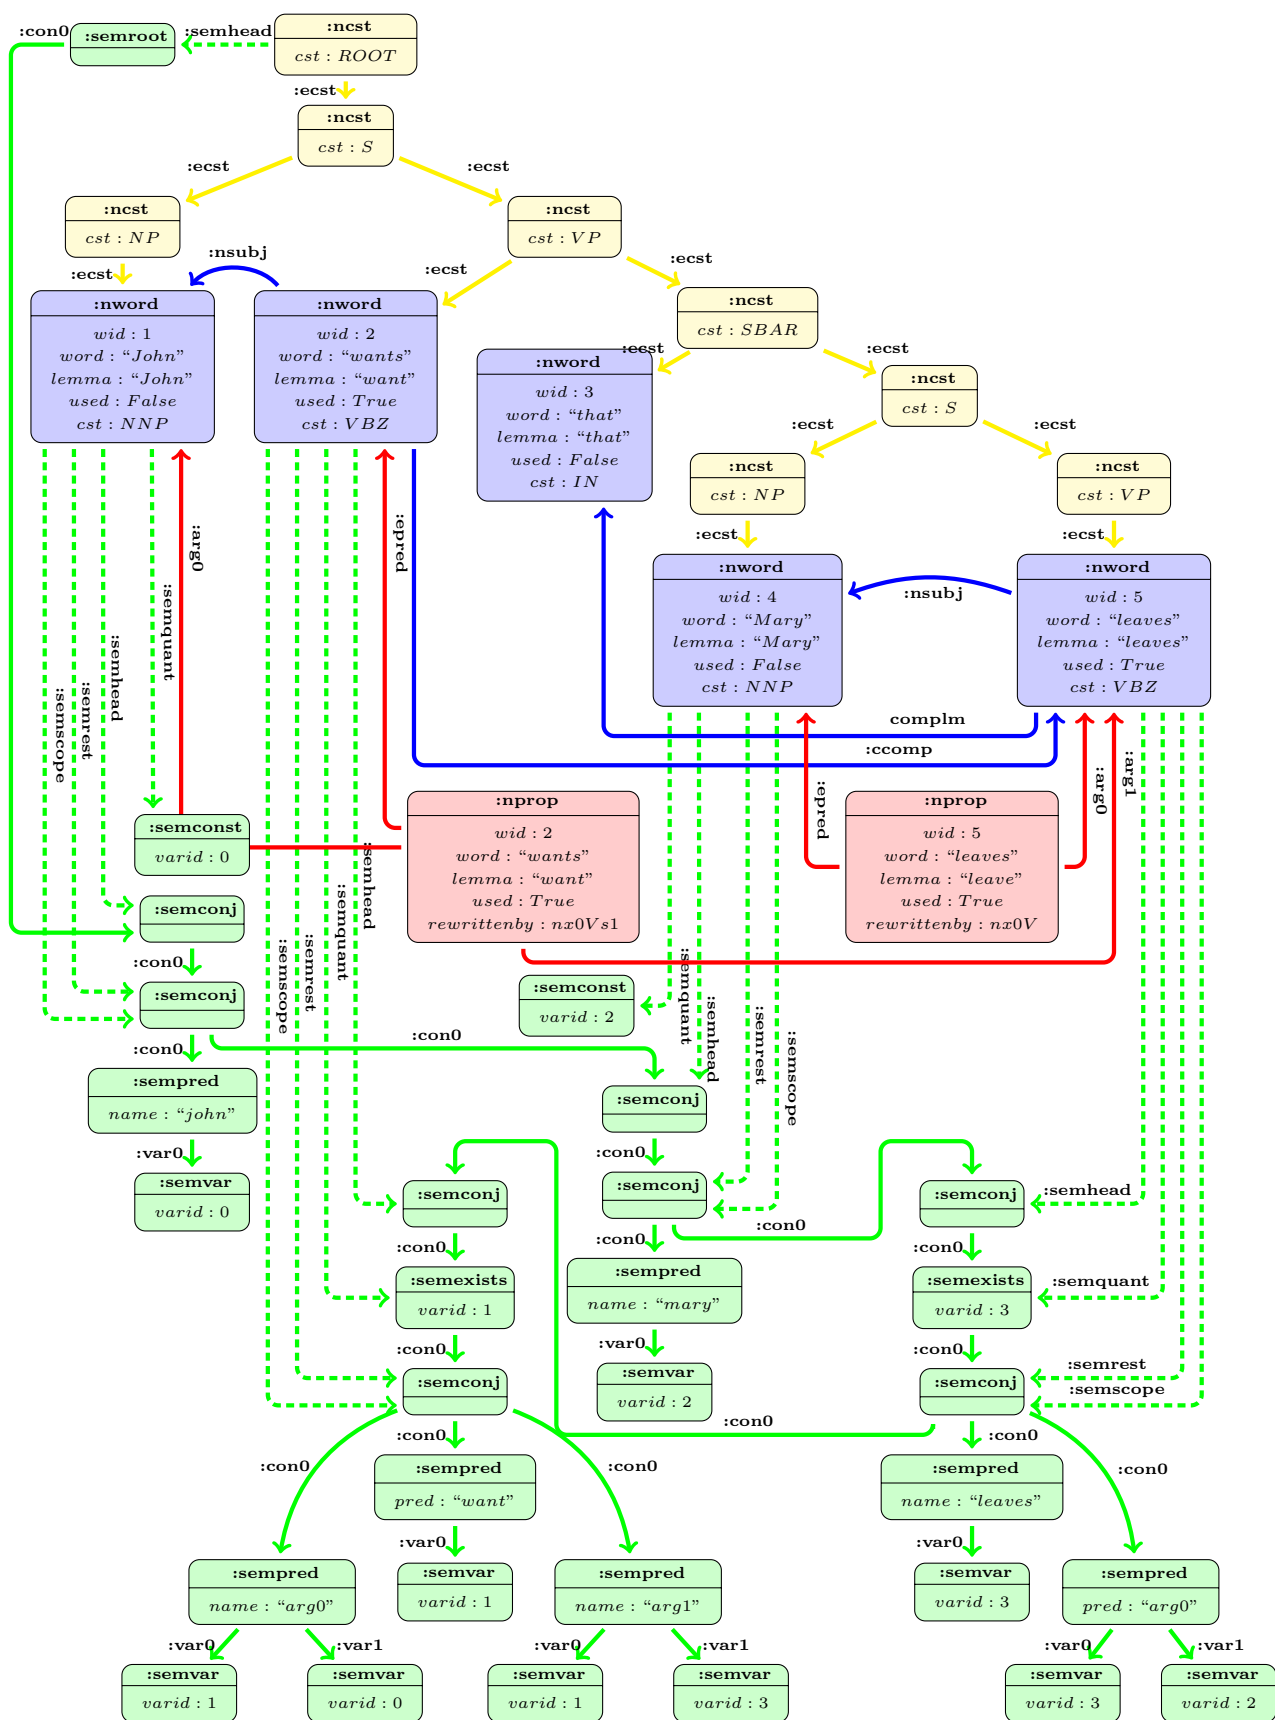 :con0
:semroot
:semhead
:ncst
cst : ROOT
:ecst
:ncst
cst : S
:ecst
:ecst
:ncst
cst : NP
:ncst
cst : VP
:nsubj
:ecst
:ecst
:ecst
:nword
wid : 1
word : “John”
lemma : “John”
used : False
cst : NNP
:nword
wid : 2
word : “wants”
lemma : “want”
used : True
cst : VBZ
:ncst
cst : SBAR
:ecst
:ecst
:nword
wid : 3
word : “that”
lemma : “that”
used : False
cst : IN
:ncst
cst : S
:ecst
:ecst
:ncst
cst : NP
:ncst
cst : VP
:ecst
:ecst
:nword
wid : 4
word : “Mary”
lemma : “Mary”
used : False
cst : NNP
:nsubj
:nword
wid : 5
word : “leaves”
lemma : “leaves”
used : True
cst : VBZ
:arg0
:epred
:semquant
:semhead
:semrest
:semscope
complm
:ccomp
:epred
:arg0
:arg1
:semconst
varid : 0
:nprop
wid : 2
word : “wants”
lemma : “want”
used : True
rewrittenby : nx0Vs1
:nprop
wid : 5
word : “leaves”
lemma : “leave”
used : True
rewrittenby : nx0V
:semhead
:semquant
:semrest
:semscope
:semconj
:con0
:semconj
:semconst
varid : 2
:semquant
:semhead
:semrest
:semscope
:con0
:con0
:sempred
name : “john”
:semconj
:var0
:con0
:semvar
varid : 0
:semconj
:semconj
:semconj
:semhead
:con0
:con0
:con0
:con0
:semexists
varid : 1
:sempred
name : “mary”
:semexists
varid : 3
:semquant
:con0
:var0
:con0
:semconj
:semvar
varid : 2
:semconj
:semrest
:semscope
:con0
:con0
:con0
:con0
:con0
:con0
:sempred
pred : “want”
:sempred
name : “leaves”
:var0
:var0
:sempred
name : “arg0”
:semvar
varid : 1
:sempred
name : “arg1”
:semvar
varid : 3
:sempred
pred : “arg0”
:var0
:var1
:var0
:var1
:var0
:var1
:semvar
varid : 1
:semvar
varid : 0
:semvar
varid : 1
:semvar
varid : 3
:semvar
varid : 3
:semvar
varid : 2